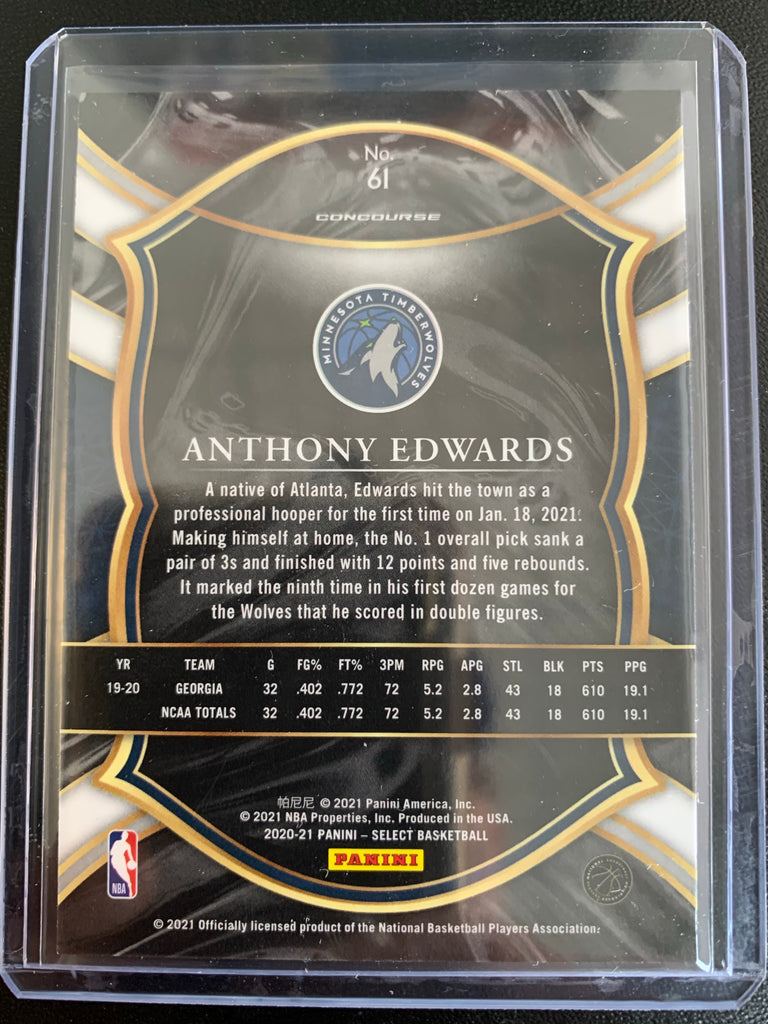 No.
61
CONCOURSE
MINNESOTA TIMBERWOLVES
ANTHONY EDWARDS
A native of Atlanta, Edwards hit the town as a
professional hooper for the first time on Jan. 18, 2021.
Making himself at home, the No. 1 overall pick sank a
pair of 3s and finished with 12 points and five rebounds.
It marked the ninth time in his first dozen games for
the Wolves that he scored in double figures.
YR TEAM G FG% FT% 3PM RPG APG STL BLK PTS PPG
19-20 GEORGIA 32 .402 .772 72 5.2 2.8 43 18 610 19.1
NCAA TOTALS 32 .402 .772 72 5.2 2.8 43 18 610 19.1
帕尼尼 © 2021 Panini America, Inc.
© 2021 NBA Properties, Inc. Produced in the USA.
2020-21 PANINI – SELECT BASKETBALL
PANINI
NBA
© 2021 Officially licensed product of the National Basketball Players Association.